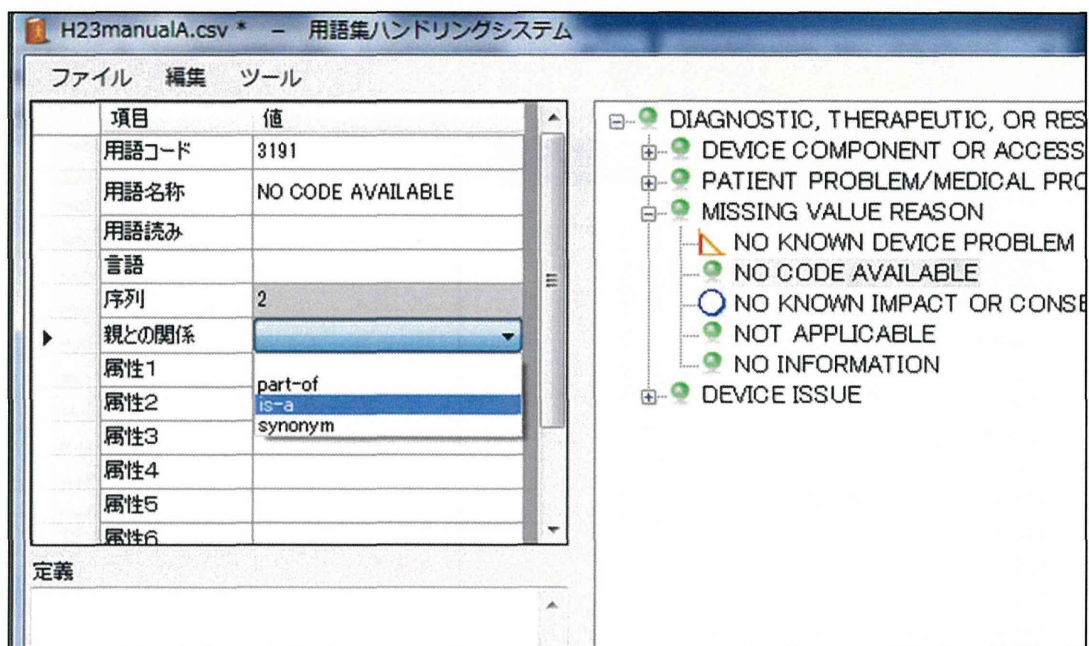 H23manualA.csv * － 用語集ハンドリングシステム
ファイル 編集 ツール
項目 値
用語コード 3191
用語名称 NO CODE AVAILABLE
用語読み
言語
序列 2
親との関係
属性1
part-of
属性2
is-a
synonym
属性3
属性4
属性5
属性6
定義
DIAGNOSTIC, THERAPEUTIC, OR RES
DEVICE COMPONENT OR ACCESS
PATIENT PROBLEM/MEDICAL PRO
MISSING VALUE REASON
NO KNOWN DEVICE PROBLEM
NO CODE AVAILABLE
NO KNOWN IMPACT OR CONSE
NOT APPLICABLE
NO INFORMATION
DEVICE ISSUE